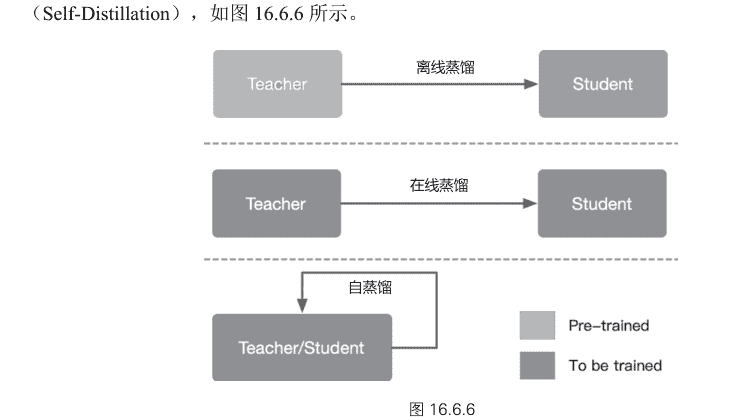 （Self-Distillation），如图 16.6.6 所示。
Teacher 离线蒸馏 Student
Teacher 在线蒸馏 Student
自蒸馏
Teacher/Student
Pre-trained
To be trained
图 16.6.6